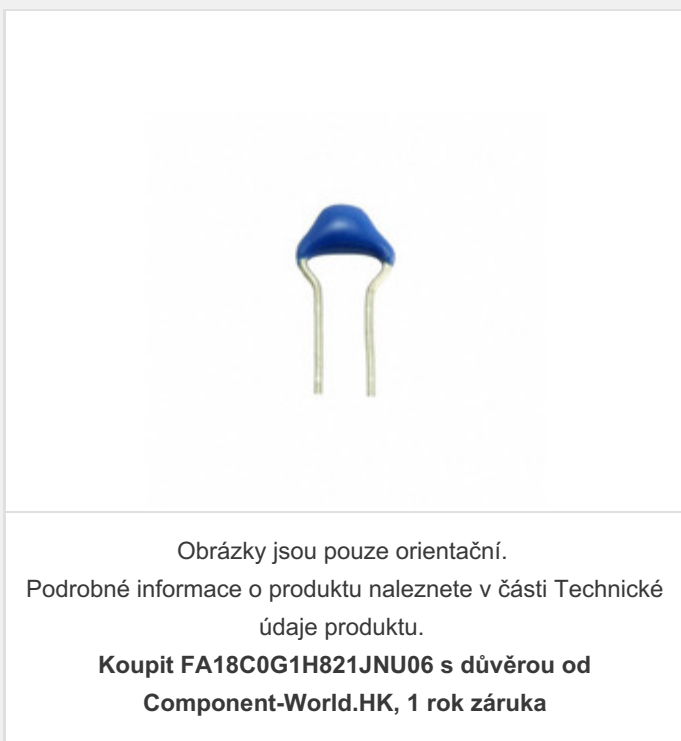 Obrázky jsou pouze orientační.
Podrobné informace o produktu naleznete v části Technické
údaje produktu.
Koupit FA18C0G1H821JNU06 s důvěrou od
Component-World.HK, 1 rok záruka